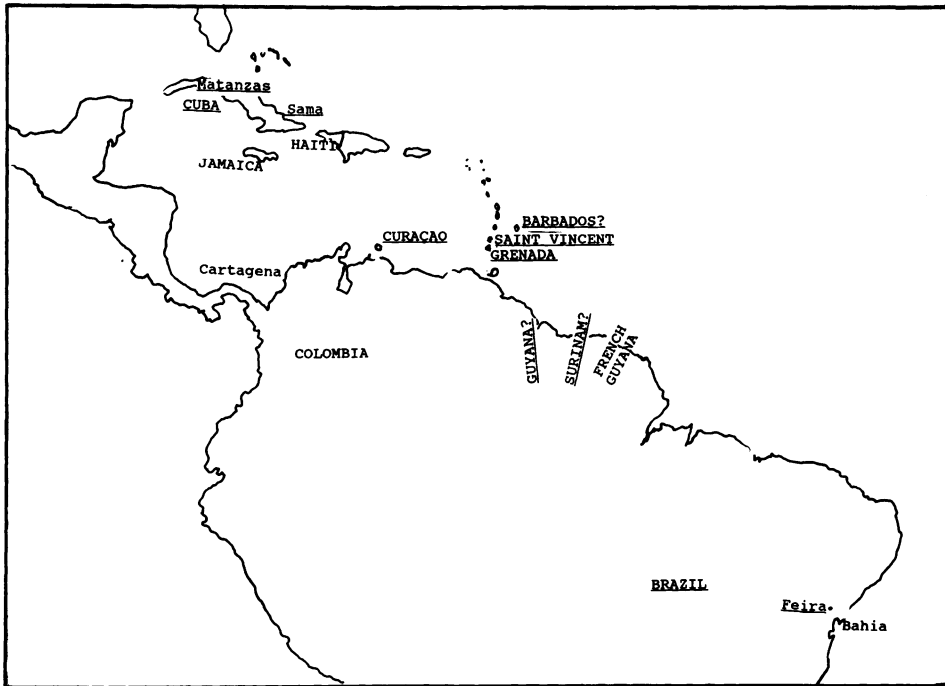 Matanzas
CUBA
Sama
HAITI
JAMAICA
BARBADOS?
CURAÇAO
SAINT VINCENT
GRENADA
Cartagena
COLOMBIA
GUYANA?
SURINAM?
FRENCH
GUYANA
BRAZIL
Feira
Bahia